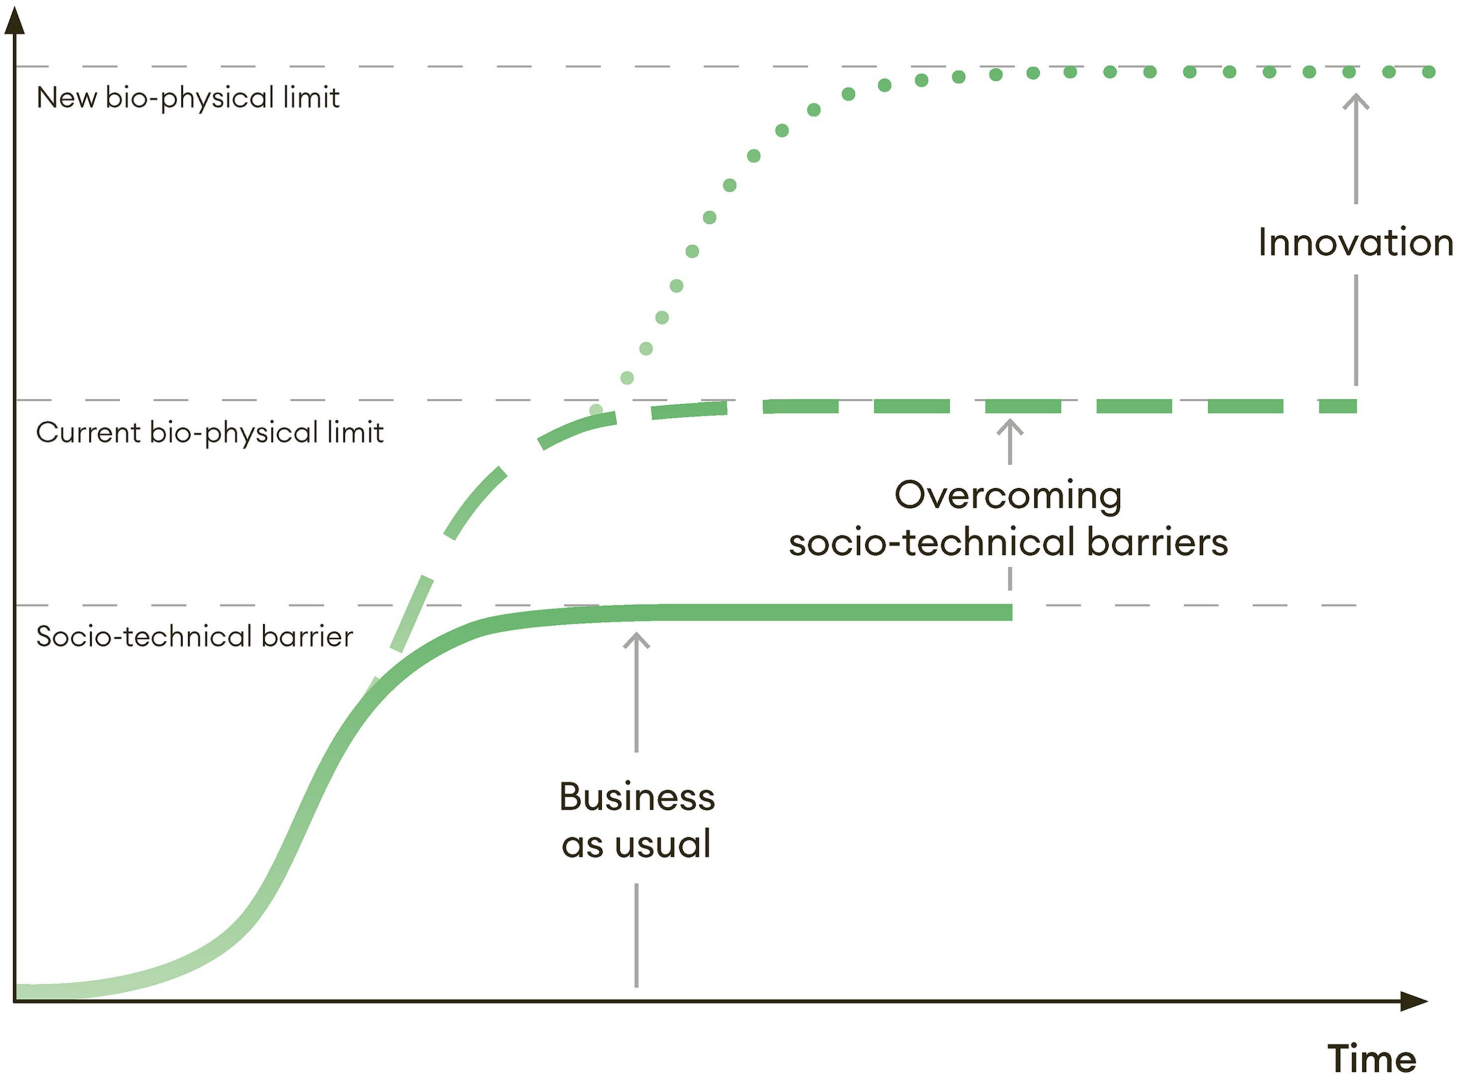 New bio-physical limit
Innovation
Current bio-physical limit
Overcoming
socio-technical barriers
Socio-technical barrier
Business
as usual
Time